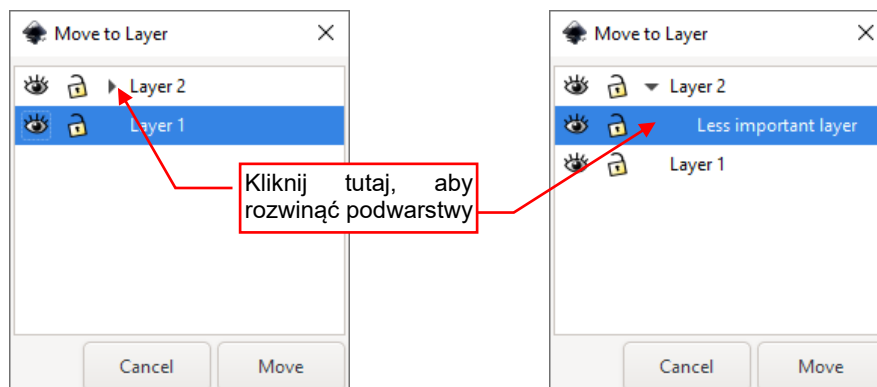 Move to Layer
Layer 2
Layer 1
Cancel Move
Kliknij tutaj, aby
rozwinąć podwarstwy
Move to Layer
Layer 2
Less important layer
Layer 1
Cancel Move